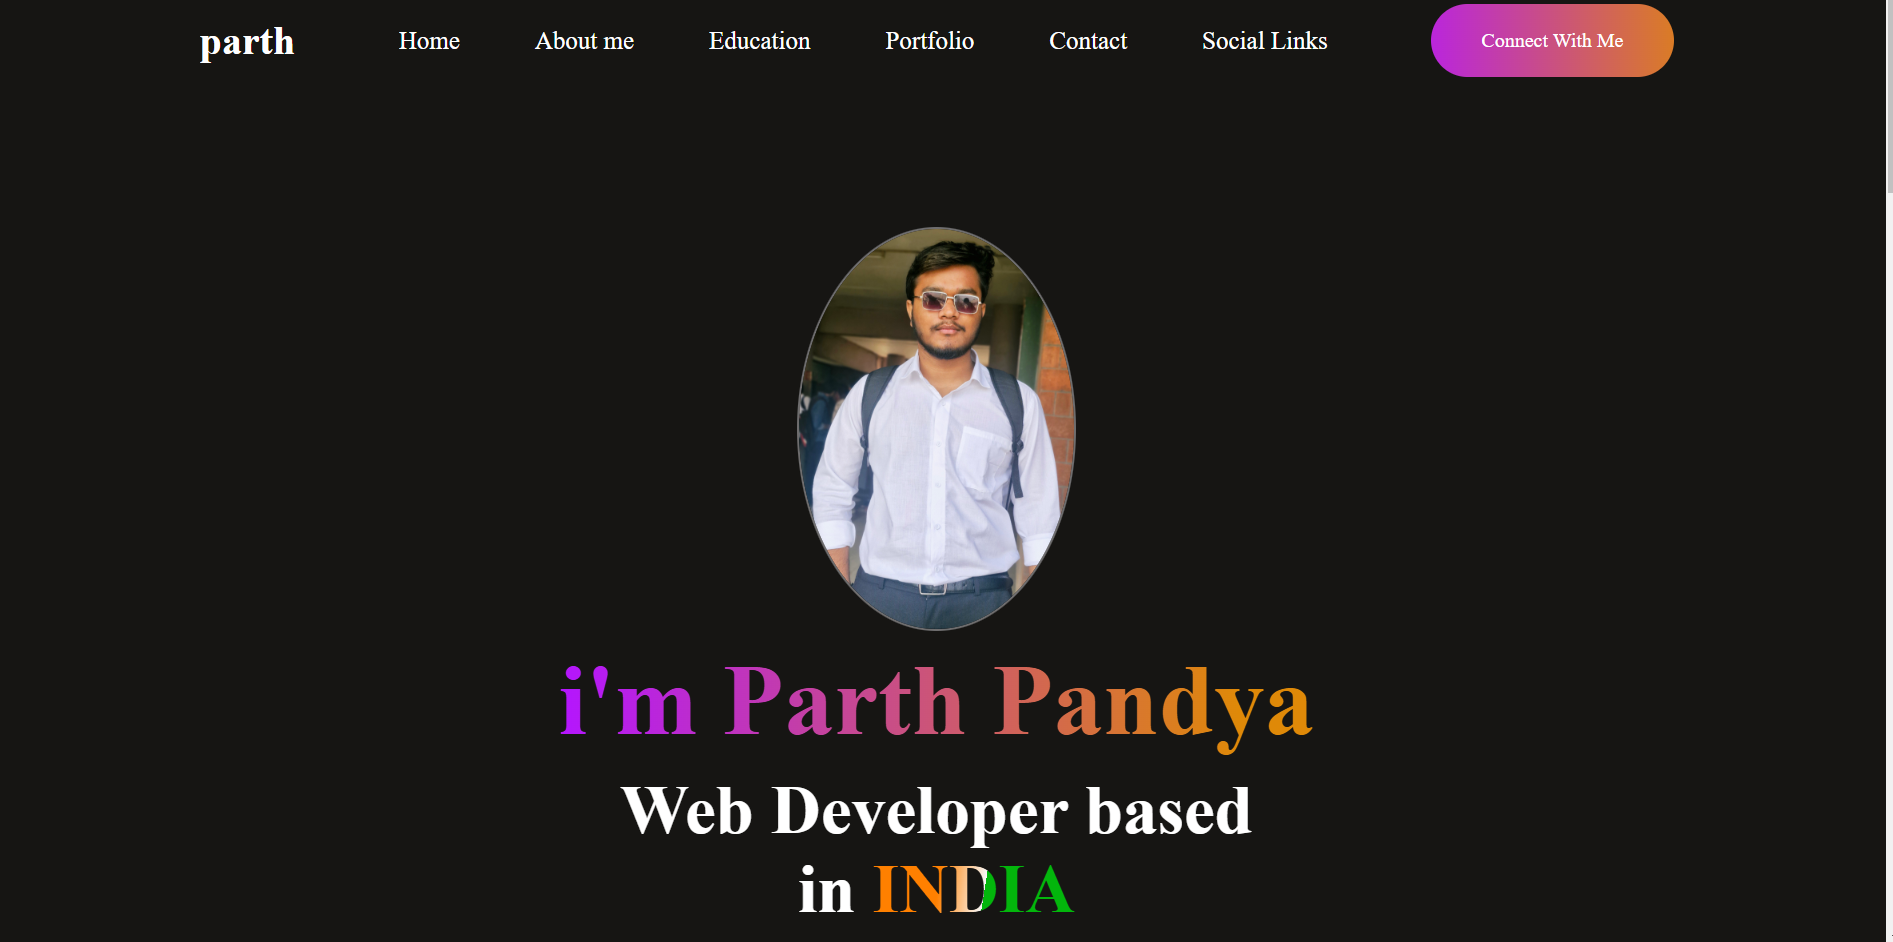 parth Home About me Education Portfolio Contact Social Links Connect With Me
i'm Parth Pandya
Web Developer based
in INDIA